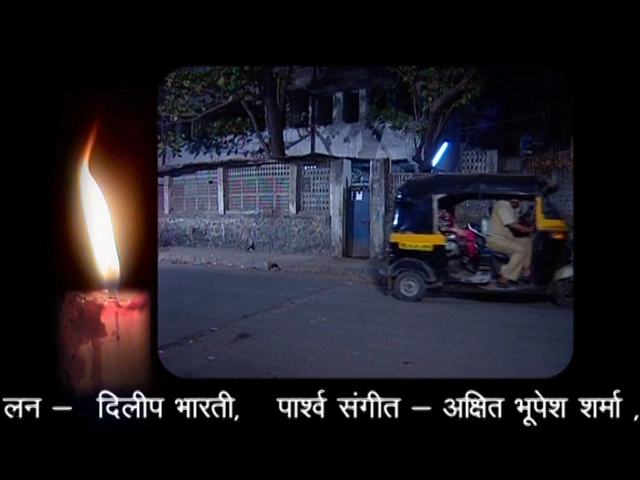 लन – दिलीप भारती, पार्श्व संगीत – अक्षित भूपेश शर्मा ,